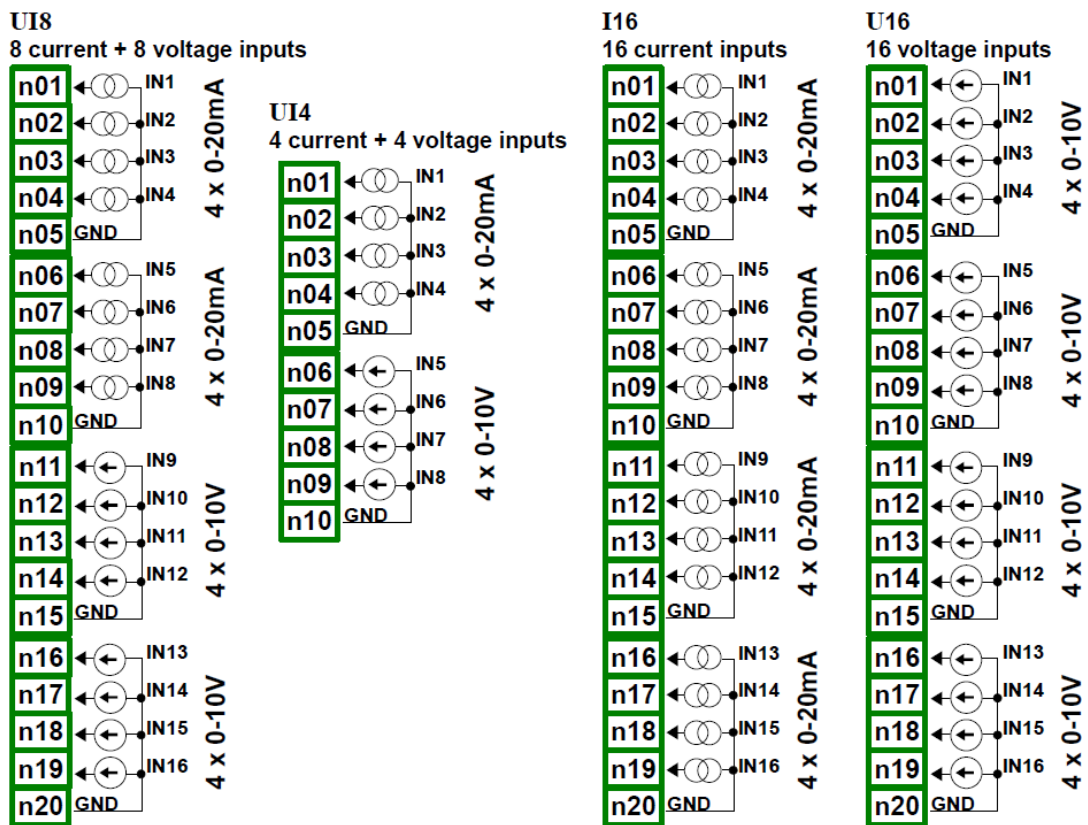 UI8
8 current + 8 voltage inputs
n01 IN1
n02 IN2
n03 IN3
n04 IN4
n05 GND
4 x 0-20mA
n06 IN5
n07 IN6
n08 IN7
n09 IN8
n10 GND
4 x 0-20mA
n11 IN9
n12 IN10
n13 IN11
n14 IN12
n15 GND
4 x 0-10V
n16 IN13
n17 IN14
n18 IN15
n19 IN16
n20 GND
4 x 0-10V
UI4
4 current + 4 voltage inputs
n01 IN1
n02 IN2
n03 IN3
n04 IN4
n05 GND
4 x 0-20mA
n06 IN5
n07 IN6
n08 IN7
n09 IN8
n10 GND
4 x 0-10V
I16
16 current inputs
n01 IN1
n02 IN2
n03 IN3
n04 IN4
n05 GND
4 x 0-20mA
n06 IN5
n07 IN6
n08 IN7
n09 IN8
n10 GND
4 x 0-20mA
n11 IN9
n12 IN10
n13 IN11
n14 IN12
n15 GND
4 x 0-20mA
n16 IN13
n17 IN14
n18 IN15
n19 IN16
n20 GND
4 x 0-20mA
U16
16 voltage inputs
n01 IN1
n02 IN2
n03 IN3
n04 IN4
n05 GND
4 x 0-10V
n06 IN5
n07 IN6
n08 IN7
n09 IN8
n10 GND
4 x 0-10V
n11 IN9
n12 IN10
n13 IN11
n14 IN12
n15 GND
4 x 0-10V
n16 IN13
n17 IN14
n18 IN15
n19 IN16
n20 GND
4 x 0-10V